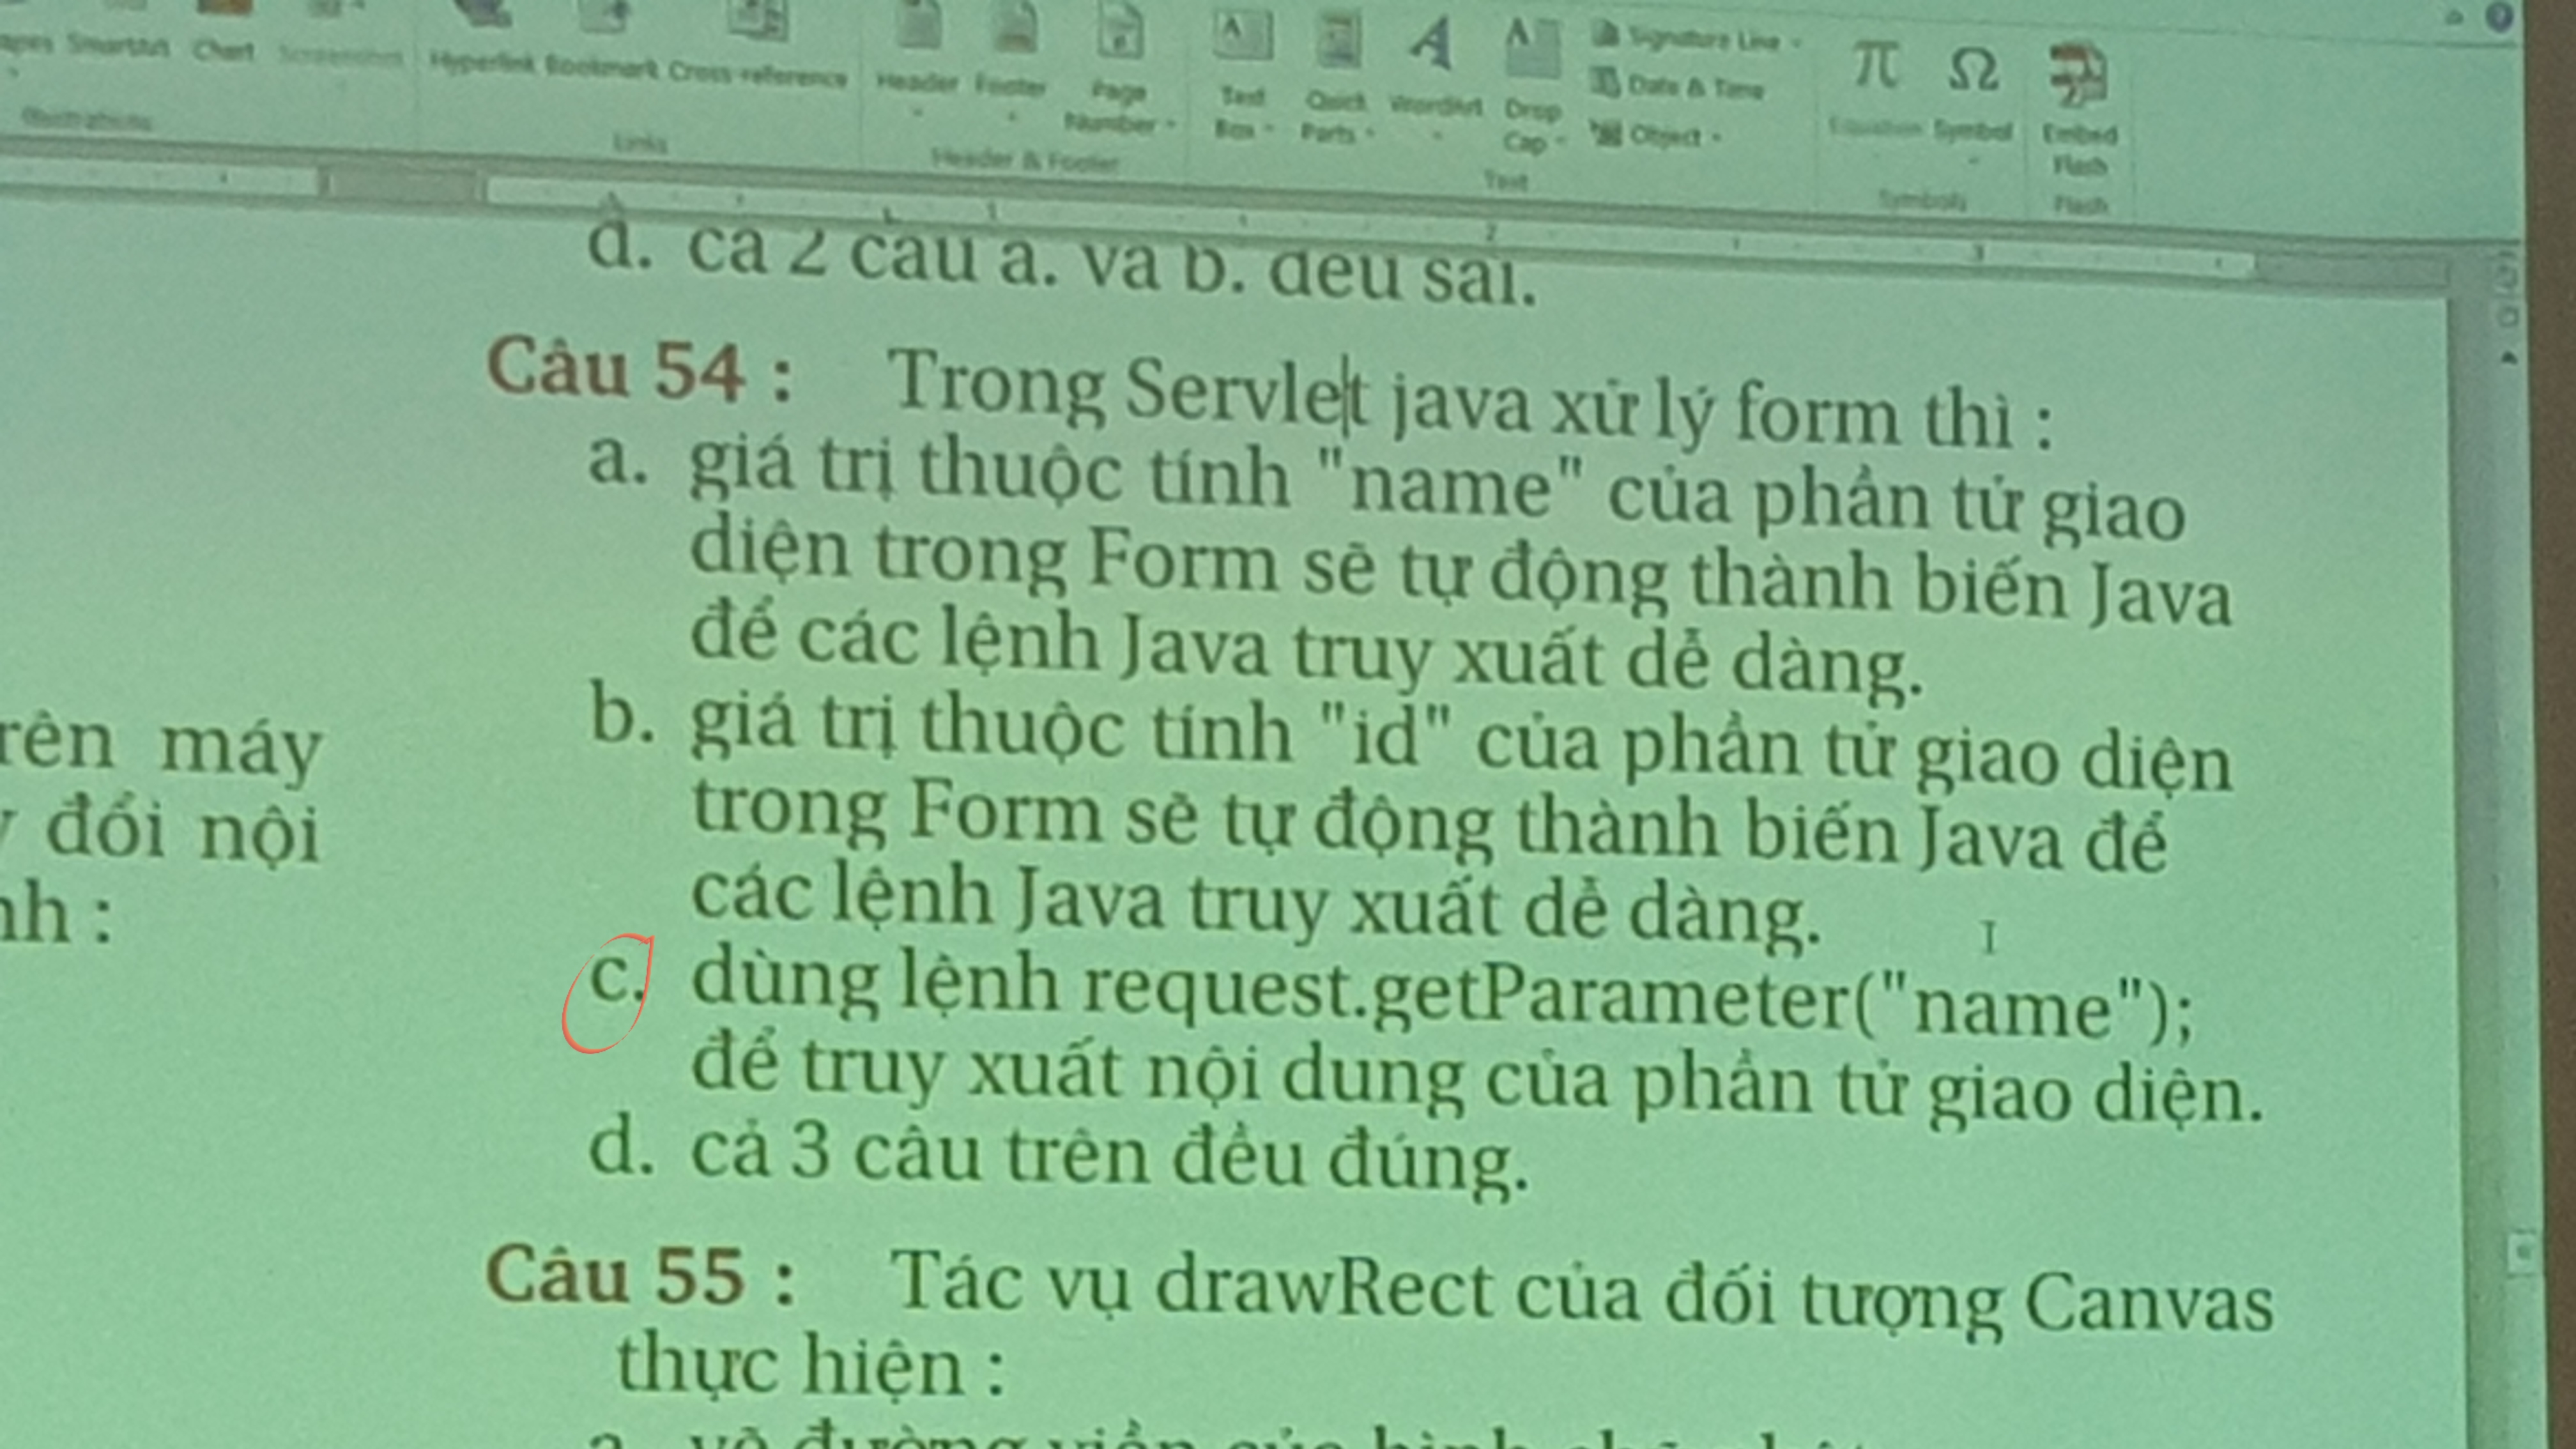 SmartArt Chart Screenshot Hyperlink Bookmark Cross-reference Header Footer Page Number Text Box Quick Parts WordArt Drop Cap Signature Line
Date & Time
Object
Equation Symbol Embed Flash
Illustrations Links Header & Footer Text Symbols Flash
d. cả 2 câu a. và b. đều sai.
Câu 54 : Trong Servlet java xử lý form thì :
a. giá trị thuộc tính "name" của phần tử giao
diện trong Form sẽ tự động thành biến Java
để các lệnh Java truy xuất dễ dàng.
b. giá trị thuộc tính "id" của phần tử giao diện
trong Form sẽ tự động thành biến Java để
các lệnh Java truy xuất dễ dàng.
c. dùng lệnh request.getParameter("name");
để truy xuất nội dung của phần tử giao diện.
d. cả 3 câu trên đều đúng.
Câu 55 : Tác vụ drawRect của đối tượng Canvas
thực hiện :
rên máy
đổi nội
nh :